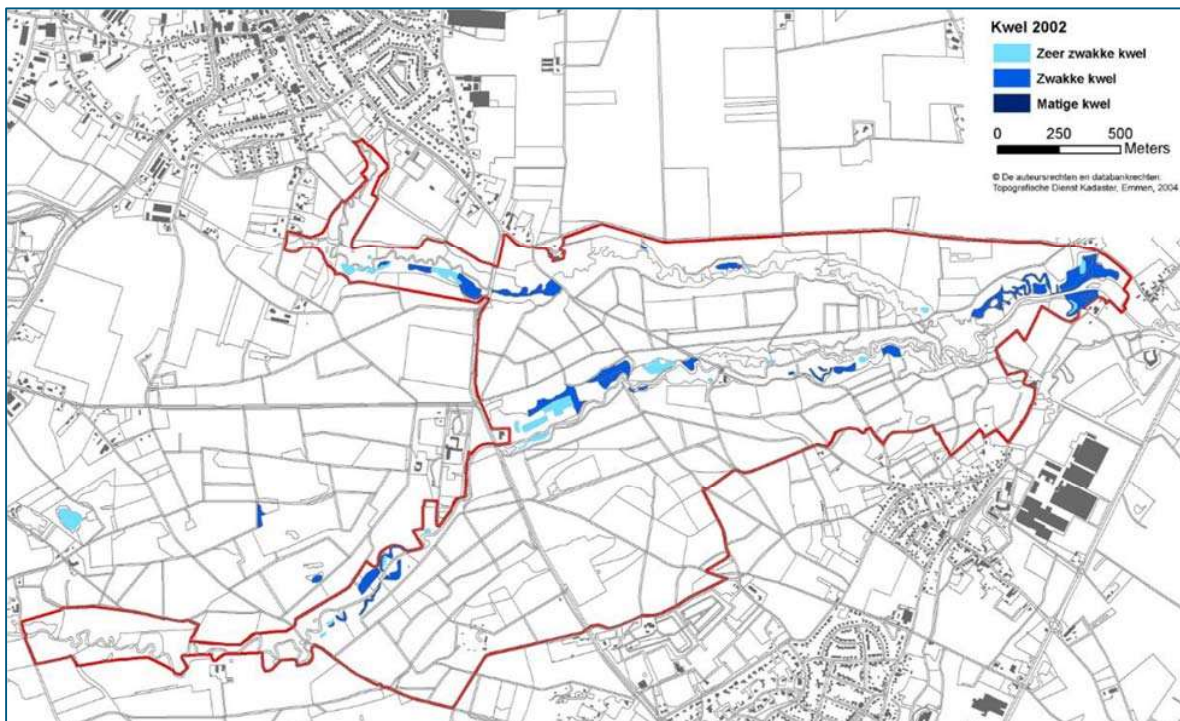 Kwel 2002
Zeer zwakke kwel
Zwakke kwel
Matige kwel
0 250 500
Meters
© De auteursrechten en databankrechten:
Topografische Dienst Kadaster, Emmen, 2004